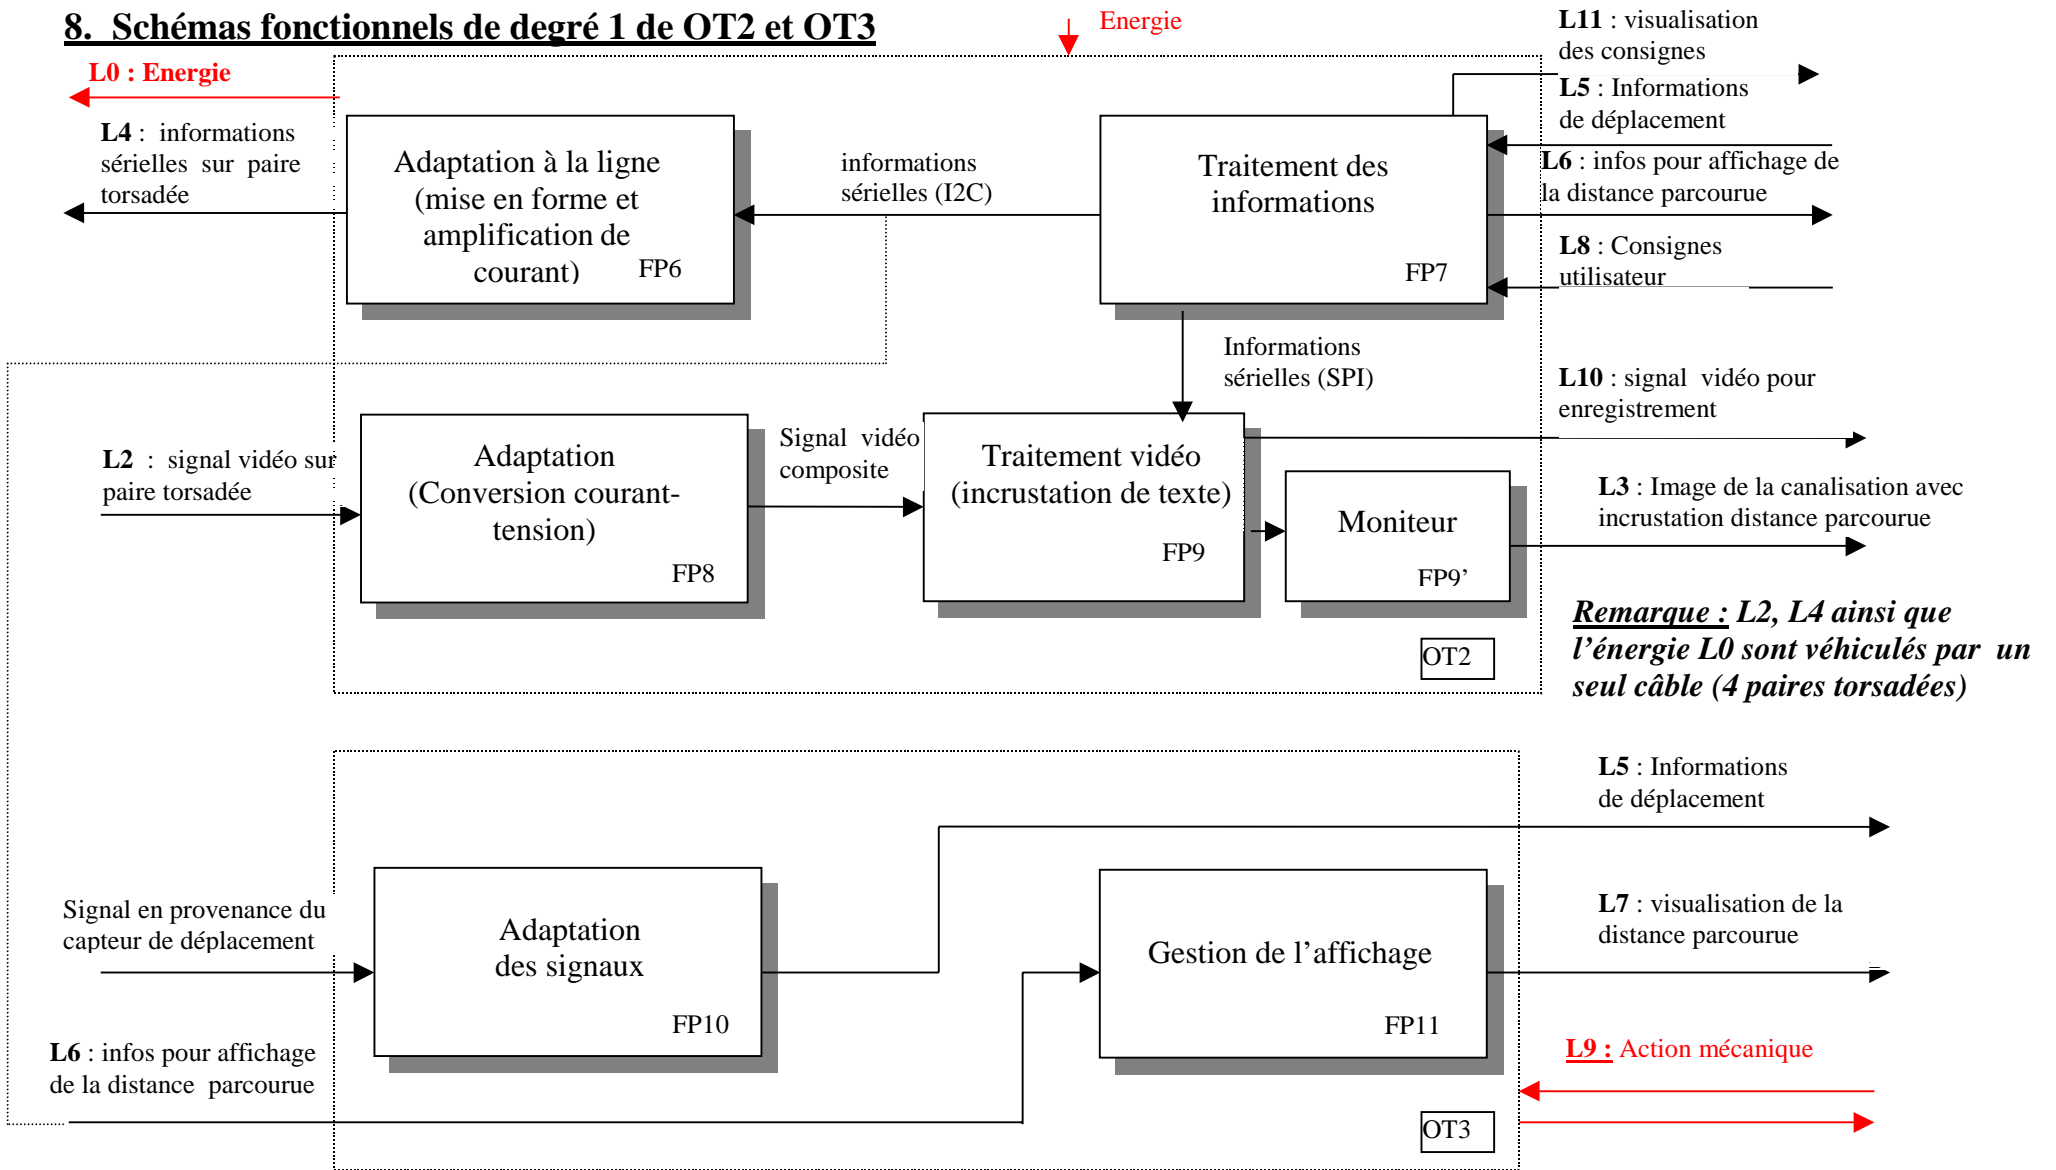 8. Schémas fonctionnels de degré 1 de OT2 et OT3
Energie
L0 : Energie
L11 : visualisation
des consignes
L5 : Informations
de déplacement
L4 : informations
sérielles sur paire
torsadée
Adaptation à la ligne
(mise en forme et
amplification de
courant)
FP6
informations
sérielles (I2C)
Traitement des
informations
FP7
L6 : infos pour affichage de
la distance parcourue
L8 : Consignes
utilisateur
Informations
sérielles (SPI)
L10 : signal vidéo pour
enregistrement
L2 : signal vidéo sur
paire torsadée
Adaptation
(Conversion courant-
tension)
FP8
Signal vidéo
composite
Traitement vidéo
(incrustation de texte)
FP9
Moniteur
FP9’
L3 : Image de la canalisation avec
incrustation distance parcourue
OT2
Remarque : L2, L4 ainsi que
l’énergie L0 sont véhiculés par un
seul câble (4 paires torsadées)
L5 : Informations
de déplacement
Signal en provenance du
capteur de déplacement
Adaptation
des signaux
FP10
Gestion de l’affichage
FP11
L7 : visualisation de la
distance parcourue
L6 : infos pour affichage
de la distance parcourue
L9 : Action mécanique
OT3